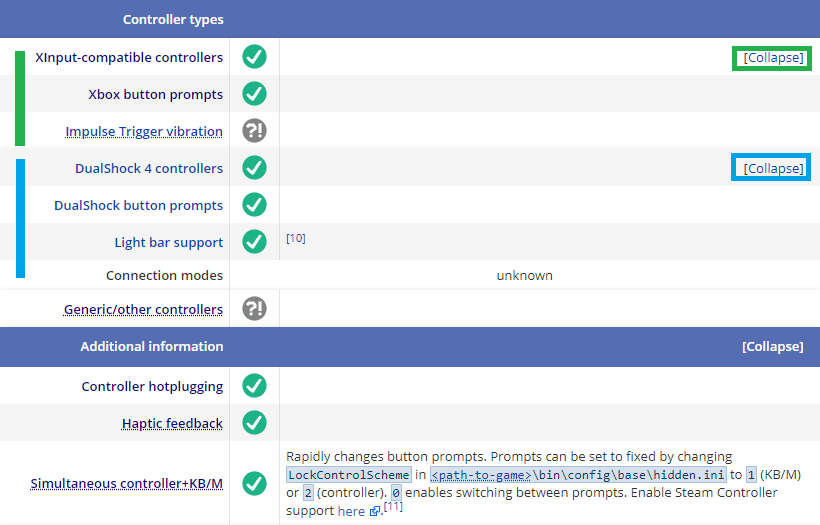 Controller types
XInput-compatible controllers [Collapse]
Xbox button prompts
Impulse Trigger vibration ?!
DualShock 4 controllers [Collapse]
DualShock button prompts
Light bar support [10]
Connection modes unknown
Generic/other controllers ?!
Additional information [Collapse]
Controller hotplugging
Haptic feedback
Rapidly changes button prompts. Prompts can be set to fixed by changing
LockControlScheme in <path-to-game>\bin\config\base\hidden.ini to 1 (KB/M)
Simultaneous controller+KB/M
or 2 (controller). 0 enables switching between prompts. Enable Steam Controller
support here .[11]